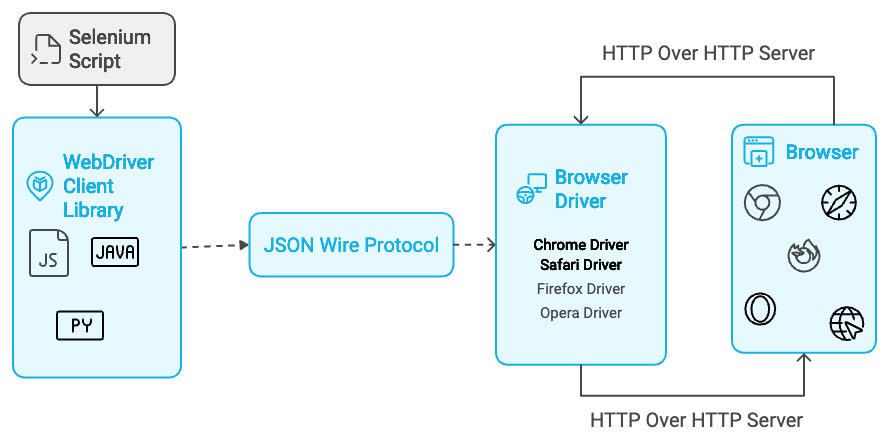 Selenium
Script
WebDriver
Client
Library
JS
JAVA
PY
JSON Wire Protocol
HTTP Over HTTP Server
Browser
Driver
Chrome Driver
Safari Driver
Firefox Driver
Opera Driver
Browser
HTTP Over HTTP Server